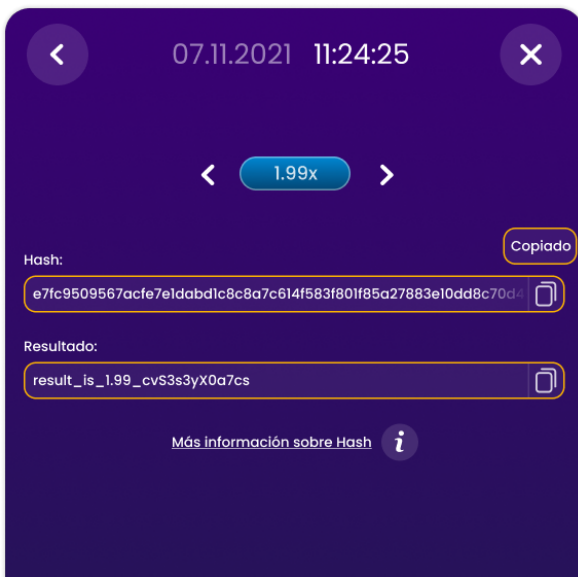 07.11.2021 11:24:25
1.99x
Copiado
Hash:
e7fc9509567acfe7e1dabd1c8c8a7c614f583f801f85a27883e10dd8c70d4
Resultado:
result_is_1.99_cvS3s3yX0a7cs
Más información sobre Hash i